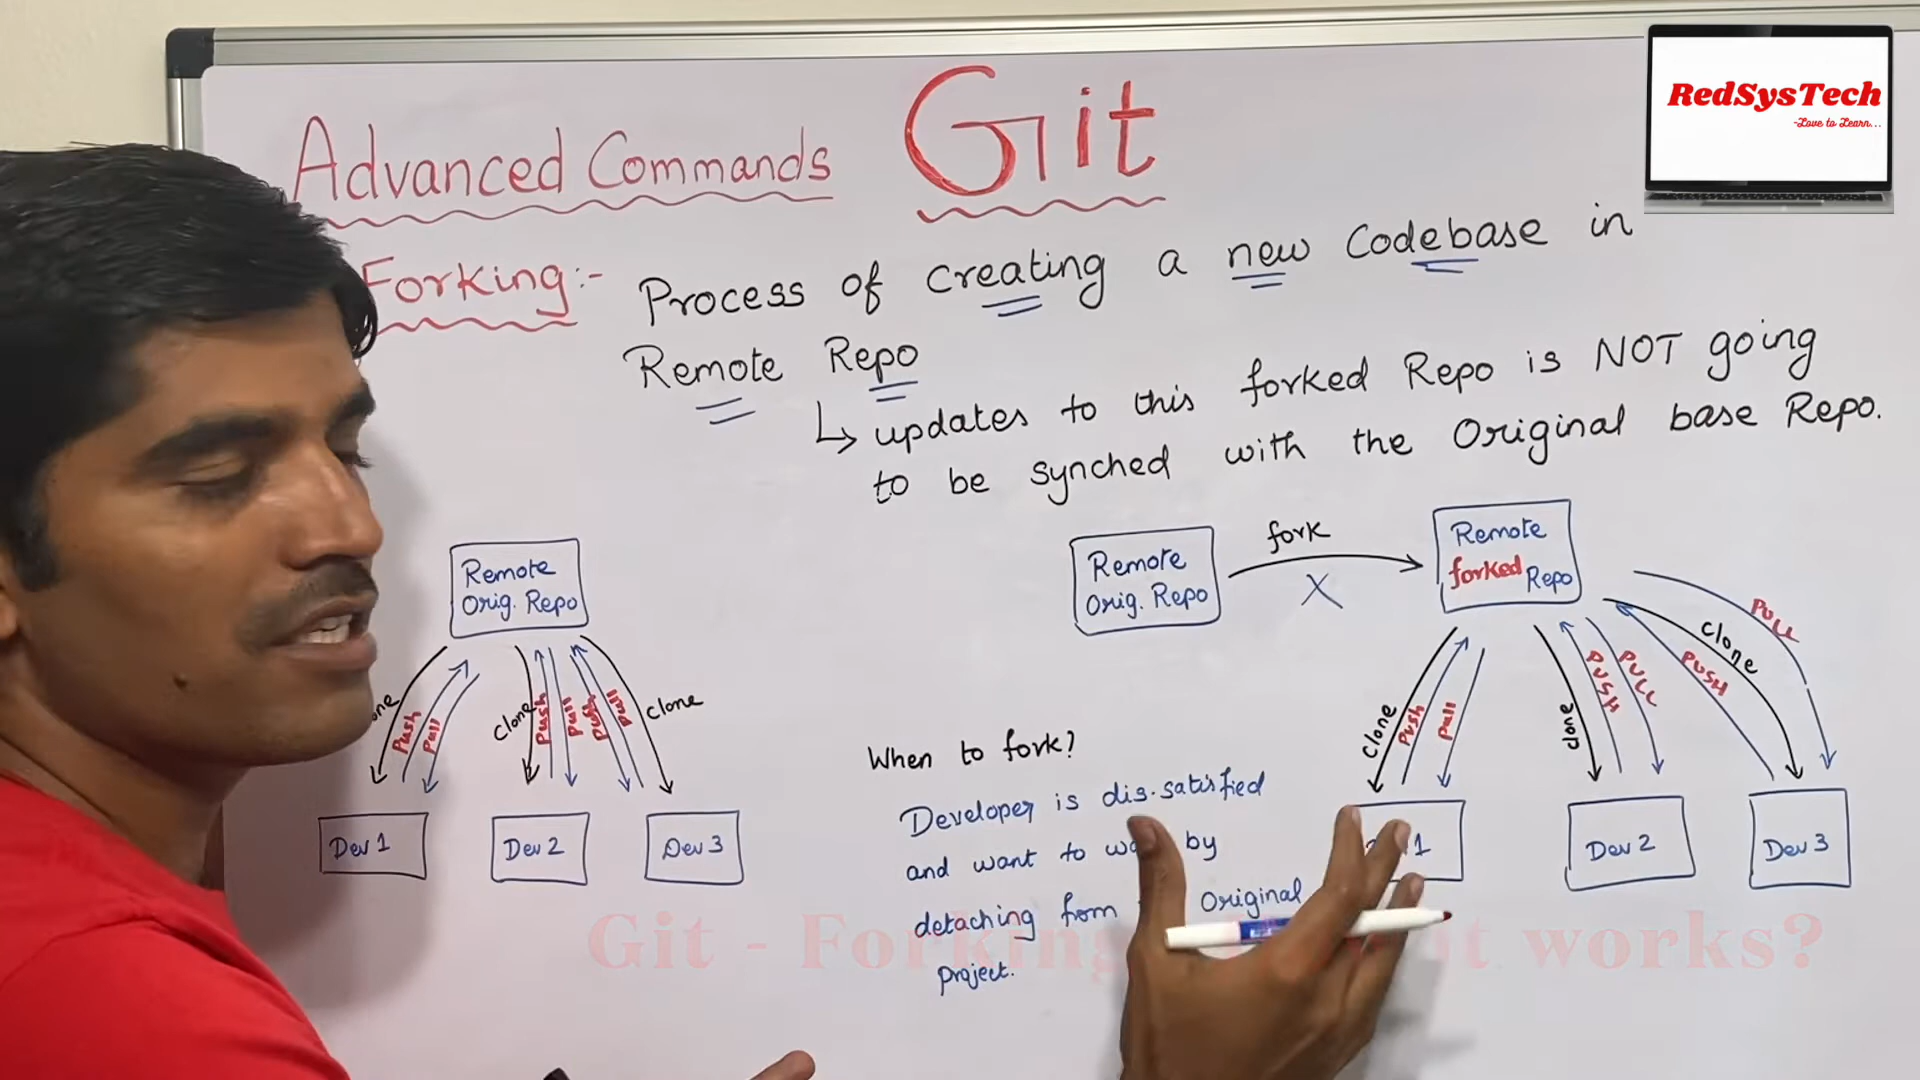 RedSysTech
-Love to Learn...
Advanced Commands Git
Forking:- Process of creating a new Codebase in
Remote Repo
updates to this forked Repo is NOT going
to be synched with the Original base Repo.
Remote
Orig. Repo
Push
Pull
clone
Push
Pull
Push
Pull
clone
Dev 1
Dev 2
Dev 3
Remote
Orig. Repo
fork
X
Remote
forked Repo
clone
Push
Pull
clone
PUSH
PULL
PUSH
clone
PULL
1
Dev 2
Dev 3
When to fork?
Developer is dis-satisfied
and want to by
detaching from Original
project.
Git - Forking works?